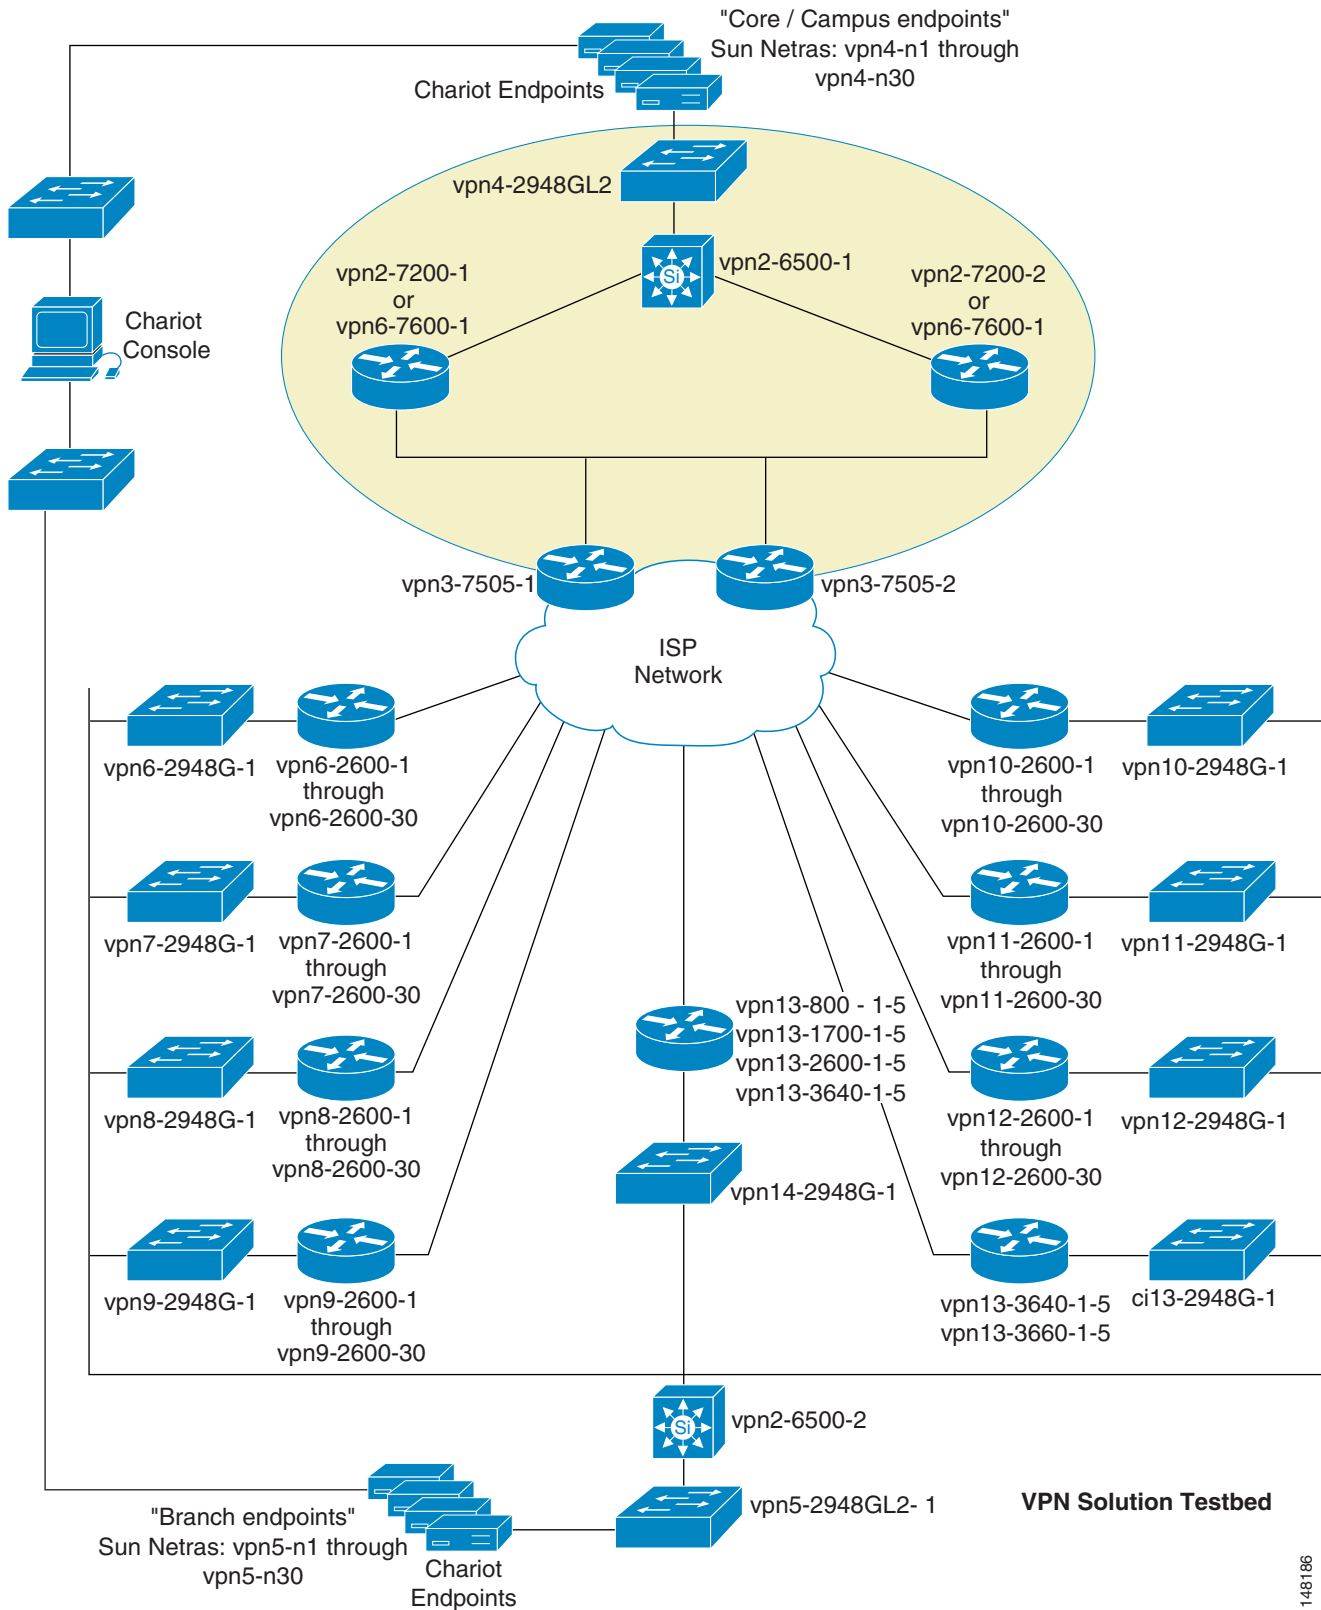 "Core / Campus endpoints"
Sun Netras: vpn4-n1 through
vpn4-n30
Chariot Endpoints
vpn4-2948GL2
vpn2-7200-1
or
vpn6-7600-1
Si
vpn2-6500-1
vpn2-7200-2
or
vpn6-7600-1
Chariot
Console
vpn3-7505-1
vpn3-7505-2
ISP
Network
vpn6-2948G-1
vpn6-2600-1
through
vpn6-2600-30
vpn10-2600-1
through
vpn10-2600-30
vpn10-2948G-1
vpn7-2948G-1
vpn7-2600-1
through
vpn7-2600-30
vpn11-2600-1
through
vpn11-2600-30
vpn11-2948G-1
vpn13-800 - 1-5
vpn13-1700-1-5
vpn13-2600-1-5
vpn13-3640-1-5
vpn8-2948G-1
vpn8-2600-1
through
vpn8-2600-30
vpn12-2600-1
through
vpn12-2600-30
vpn12-2948G-1
vpn14-2948G-1
vpn9-2948G-1
vpn9-2600-1
through
vpn9-2600-30
vpn13-3640-1-5
vpn13-3660-1-5
ci13-2948G-1
Si
vpn2-6500-2
vpn5-2948GL2- 1
VPN Solution Testbed
"Branch endpoints"
Sun Netras: vpn5-n1 through
vpn5-n30
Chariot
Endpoints
148186